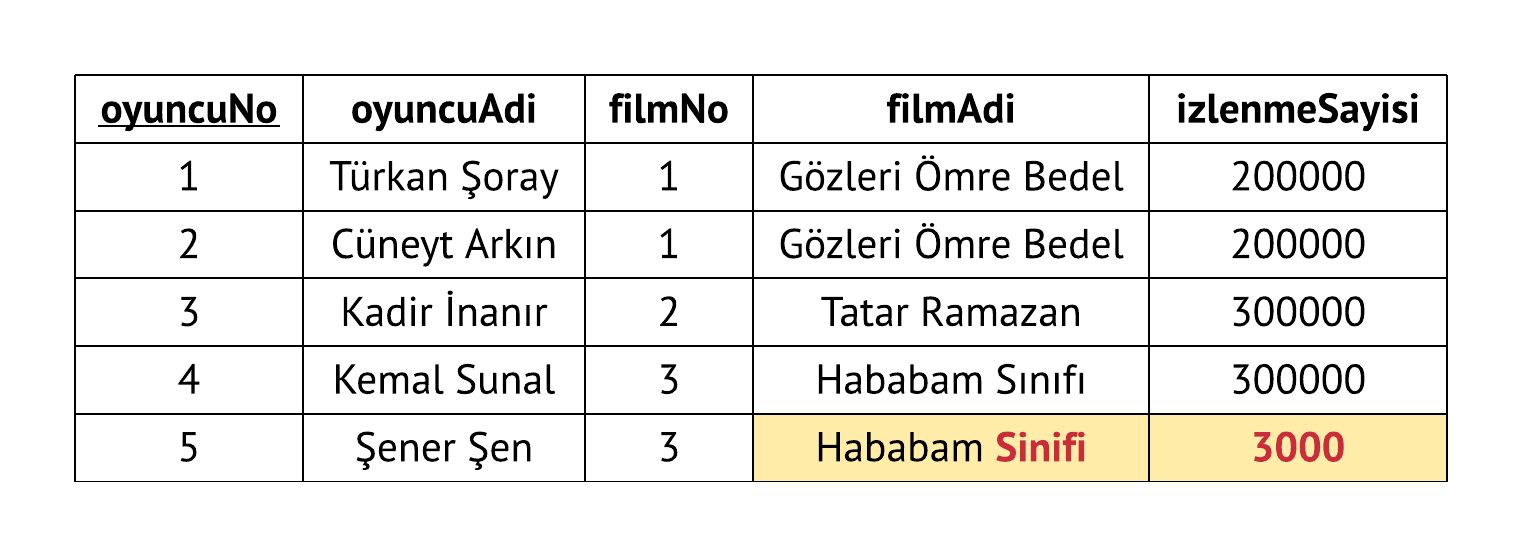 oyuncuNo oyuncuAdi filmNo filmAdi izlenmeSayisi
1 Türkan Şoray 1 Gözleri Ömre Bedel 200000
2 Cüneyt Arkın 1 Gözleri Ömre Bedel 200000
3 Kadir İnanır 2 Tatar Ramazan 300000
4 Kemal Sunal 3 Hababam Sınıfı 300000
5 Şener Şen 3 Hababam Sinifi 3000